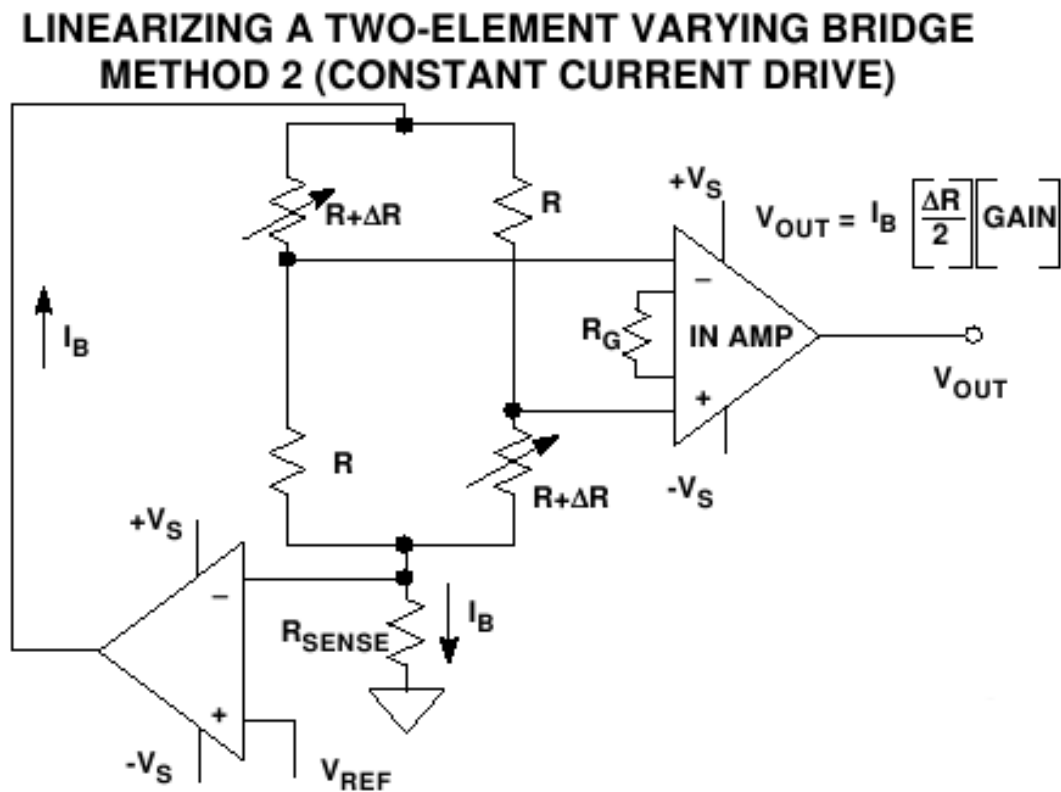 LINEARIZING A TWO-ELEMENT VARYING BRIDGE
METHOD 2 (CONSTANT CURRENT DRIVE)
R+ΔR
R
+VS
VOUT = IB [ΔR/2] [GAIN]
IB
RG
−
IN AMP
+
VOUT
R
R+ΔR
-VS
+VS
−
RSENSE
IB
+
-VS
VREF